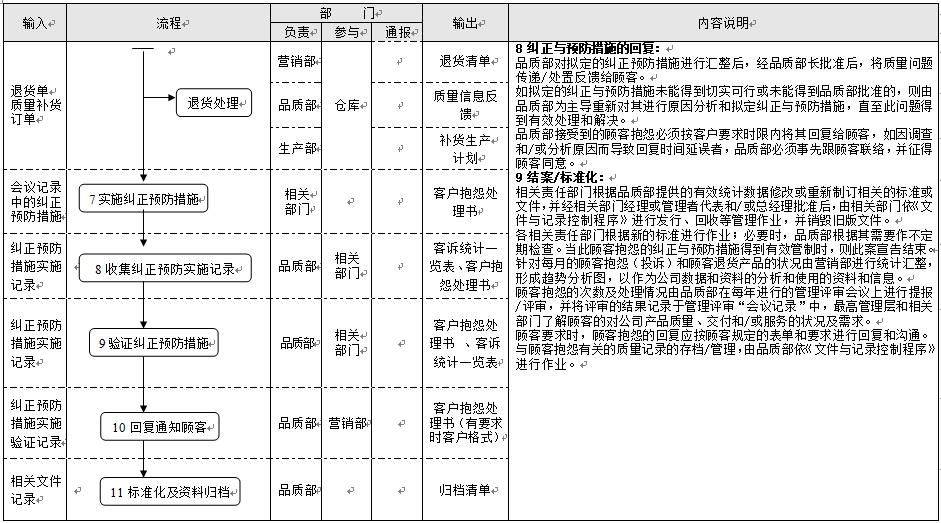 输入
流程
部 门
输出
内容说明
负责
参与
通报
退货单
质量补货
订单
退货处理
营销部
退货清单
品质部
仓库
质量信息反
馈
生产部
补货生产
计划
会议记录
中的纠正
预防措施
7 实施纠正预防措施
相关
部门
客户抱怨处
理书
纠正预防
措施实施
记录
8 收集纠正预防实施记录
品质部
相关
部门
客诉统计一
览表、客户抱
怨处理书
纠正预防
措施实施
记录
9 验证纠正预防措施
品质部
相关
部门
客户抱怨处
理书 、客诉
统计一览表
纠正预防
措施实施
验证记录
10 回复通知顾客
品质部
营销部
客户抱怨处
理书（有要求
时客户格式）
相关文件
记录
11 标准化及资料归档
品质部
归档清单
8 纠正与预防措施的回复：
品质部对拟定的纠正预防措施进行汇整后，经品质部长批准后，将质量问题
传递/处置反馈给顾客。
如拟定的纠正与预防措施未能得到切实可行或未能得到品质部批准的，则由
品质部为主导重新对其进行原因分析和拟定纠正与预防措施，直至此问题得
到有效处理和解决。
品质部接受到的顾客抱怨必须按客户要求时限内将其回复给顾客，如因调查
和/或分析原因而导致回复时间延误者，品质部必须事先跟顾客联络，并征得
顾客同意。
9 结案/标准化：
相关责任部门根据品质部提供的有效统计数据修改或重新制订相关的标准或
文件，并经相关部门经理或管理者代表和/或总经理批准后，由相关部门依《文
件与记录控制程序》进行发行、回收等管理作业，并销毁旧版文件。
各相关责任部门根据新的标准进行作业；必要时，品质部根据其需要作不定
期检查。当此顾客抱怨的纠正与预防措施得到有效管制时，则此案宣告结束。
针对每月的顾客抱怨（投诉）和顾客退货产品的状况由营销部进行统计汇整，
形成趋势分析图，以作为公司数据和资料的分析和使用的资料和信息。
顾客抱怨的次数及处理情况由品质部在每年进行的管理评审会议上进行提报
/评审，并将评审的结果记录于管理评审“会议记录”中，最高管理层和相关
部门了解顾客的对公司产品质量、交付和/或服务的状况及需求。
顾客要求时，顾客抱怨的回复应按顾客规定的表单和要求进行回复和沟通。
与顾客抱怨有关的质量记录的存档/管理，由品质部依《文件与记录控制程序》
进行作业。